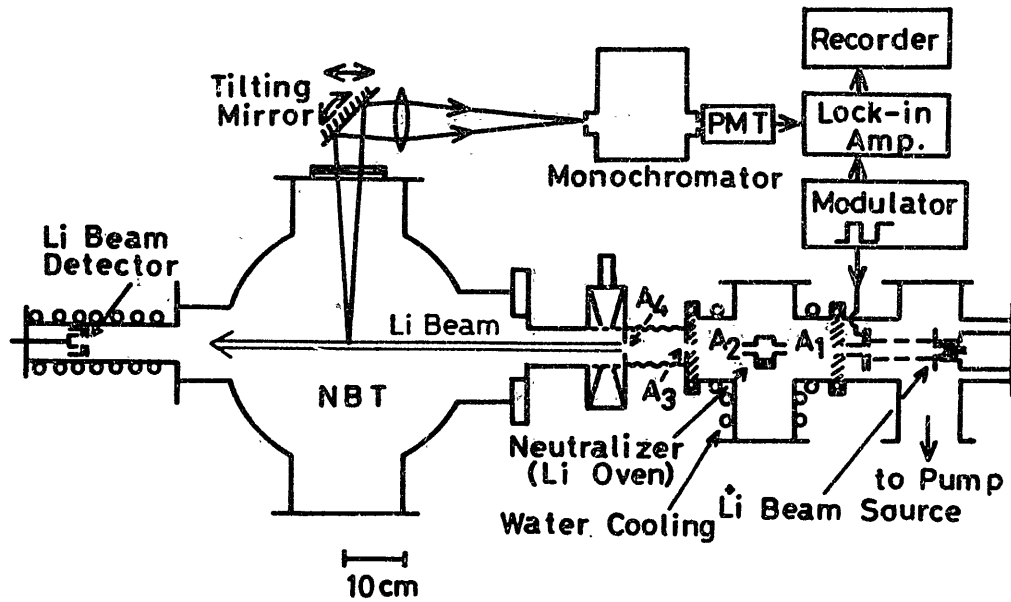 Recorder
Tilting
Mirror
PMT
Lock-in
Amp.
Monochromator
Modulator
Li Beam
Detector
Li Beam
A4
A2
A1
A3
NBT
Neutralizer
(Li Oven)
to Pump
Li+ Beam Source
Water Cooling
10cm